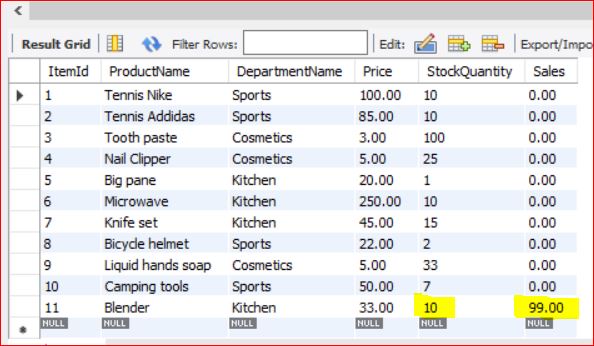 Result Grid Filter Rows: Edit: Export/Impo
ItemId ProductName DepartmentName Price StockQuantity Sales
1 Tennis Nike Sports 100.00 10 0.00
2 Tennis Addidas Sports 85.00 10 0.00
3 Tooth paste Cosmetics 3.00 100 0.00
4 Nail Clipper Cosmetics 5.00 25 0.00
5 Big pane Kitchen 20.00 1 0.00
6 Microwave Kitchen 250.00 10 0.00
7 Knife set Kitchen 45.00 15 0.00
8 Bicycle helmet Sports 22.00 2 0.00
9 Liquid hands soap Cosmetics 5.00 33 0.00
10 Camping tools Sports 50.00 7 0.00
11 Blender Kitchen 33.00 10 99.00
NULL NULL NULL NULL NULL NULL